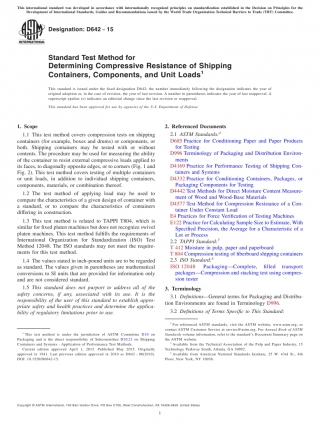 This international standard was developed in accordance with internationally recognized principles on standardization established in the Decision on Principles for the
Development of International Standards, Guides and Recommendations issued by the World Trade Organization Technical Barriers to Trade (TBT) Committee.
Designation: D642 − 15
Standard Test Method for
Determining Compressive Resistance of Shipping
Containers, Components, and Unit Loads1
This standard is issued under the fixed designation D642; the number immediately following the designation indicates the year of
original adoption or, in the case of revision, the year of last revision. A number in parentheses indicates the year of last reapproval. A
superscript epsilon (ε) indicates an editorial change since the last revision or reapproval.
This standard has been approved for use by agencies of the U.S. Department of Defense.
1. Scope
1.1 This test method covers compression tests on shipping
containers (for example, boxes and drums) or components, or
both. Shipping containers may be tested with or without
contents. The procedure may be used for measuring the ability
of the container to resist external compressive loads applied to
its faces, to diagonally opposite edges, or to corners (Fig. 1 and
Fig. 2). This test method covers testing of multiple containers
or unit loads, in addition to individual shipping containers,
components, materials, or combination thereof.
1.2 The test method of applying load may be used to
compare the characteristics of a given design of container with
a standard, or to compare the characteristics of containers
differing in construction.
1.3 This test method is related to TAPPI T804, which is
similar for fixed platen machines but does not recognize swivel
platen machines. This test method fulfills the requirements of
International Organization for Standardization (ISO) Test
Method 12048. The ISO standards may not meet the require-
ments for this test method.
1.4 The values stated in inch-pound units are to be regarded
as standard. The values given in parentheses are mathematical
conversions to SI units that are provided for information only
and are not considered standard.
1.5 This standard does not purport to address all of the
safety concerns, if any, associated with its use. It is the
responsibility of the user of this standard to establish appro-
priate safety and health practices and determine the applica-
bility of regulatory limitations prior to use.
1 This test method is under the jurisdiction of ASTM Committee D10 on
Packaging and is the direct responsibility of Subcommittee D10.21 on Shipping
Containers and Systems - Application of Performance Test Methods.
Current edition approved April 1, 2015. Published May 2015. Originally
approved in 1941. Last previous edition approved in 2010 as D642 – 00(2010).
DOI: 10.1520/D0642-15.
2. Referenced Documents
2.1 ASTM Standards:2
D685 Practice for Conditioning Paper and Paper Products
for Testing
D996 Terminology of Packaging and Distribution Environ-
ments
D4169 Practice for Performance Testing of Shipping Con-
tainers and Systems
D4332 Practice for Conditioning Containers, Packages, or
Packaging Components for Testing
D4442 Test Methods for Direct Moisture Content Measure-
ment of Wood and Wood-Base Materials
D4577 Test Method for Compression Resistance of a Con-
tainer Under Constant Load
E4 Practices for Force Verification of Testing Machines
E122 Practice for Calculating Sample Size to Estimate, With
Specified Precision, the Average for a Characteristic of a
Lot or Process
2.2 TAPPI Standard:3
T 412 Moisture in pulp, paper and paperboard
T 804 Compression testing of fiberboard shipping containers
2.3 ISO Standard:4
ISO 12048 Packaging—Complete, filled transport
packages—Compression and stacking test using compres-
sion tester
3. Terminology
3.1 Definitions—General terms for Packaging and Distribu-
tion Environments are found in Terminology D996.
3.2 Definitions of Terms Specific to This Standard:
2 For referenced ASTM standards, visit the ASTM website, www.astm.org, or
contact ASTM Customer Service at service@astm.org. For Annual Book of ASTM
Standards volume information, refer to the standard's Document Summary page on
the ASTM website.
3 Available from the Technical Association of the Pulp and Paper Industry, 15
Technology Parkway South, Atlanta, GA 30092.
4 Available from American National Standards Institute, 25 W. 43rd St., 4th
Floor, New York, NY 10036.
Copyright © ASTM International, 100 Barr Harbor Drive, PO Box C700, West Conshohocken, PA 19428-2959. United States
1